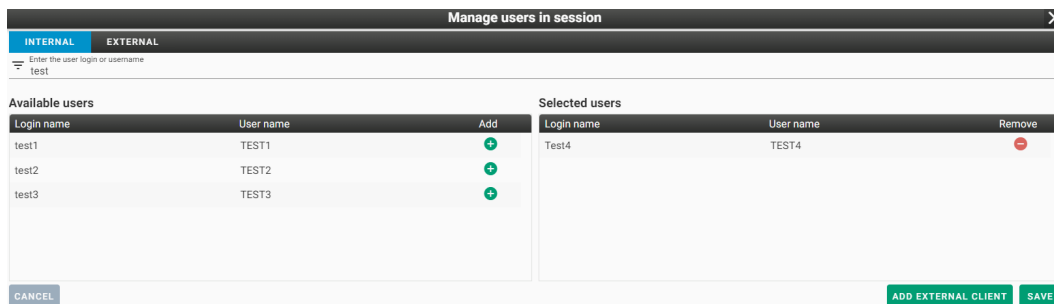 Manage users in session
INTERNAL EXTERNAL
Enter the user login or username
test
Available users
Login name User name Add
test1 TEST1
test2 TEST2
test3 TEST3
Selected users
Login name User name Remove
Test4 TEST4
CANCEL ADD EXTERNAL CLIENT SAVE